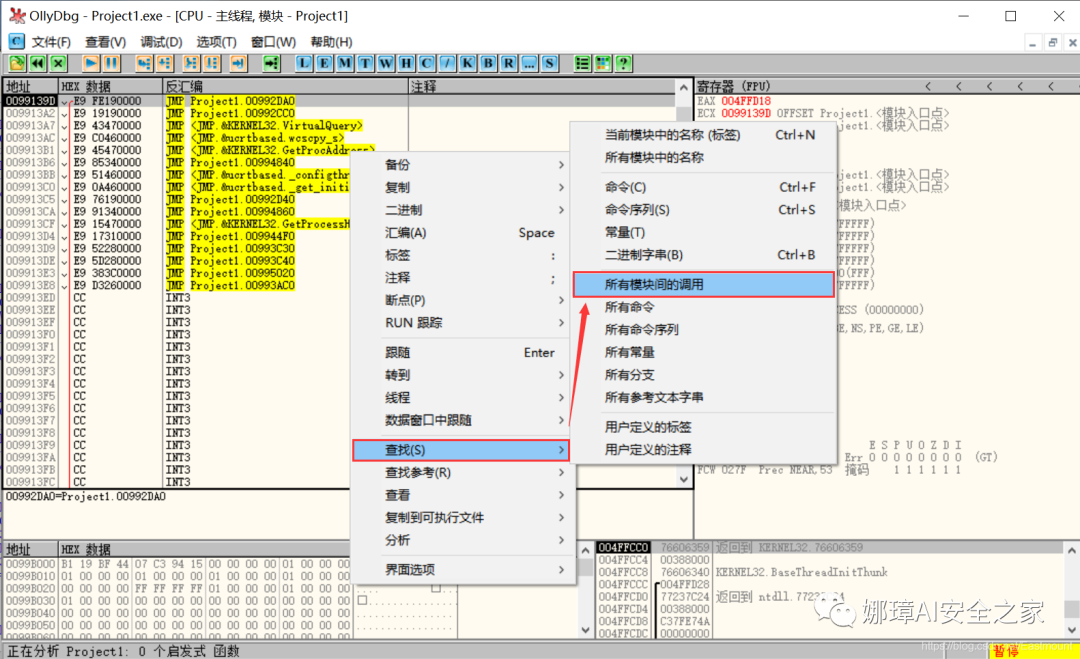 OllyDbg - Project1.exe - [CPU - 主线程, 模块 - Project1]
C 文件(F) 查看(V) 调试(D) 选项(T) 窗口(W) 帮助(H)
L E M T W H C / K B R ... S ?
地址 HEX 数据 反汇编 注释
0099139D E9 FE190000 JMP Project1.00992DA0
009913A2 E9 19190000 JMP Project1.00992CC0
009913A7 E9 43470000 JMP <JMP.&KERNEL32.VirtualQuery>
009913AC E9 C0460000 JMP <JMP.&ucrtbased.wcscpy_s>
009913B1 E9 45470000 JMP <JMP.&KERNEL32.GetProcAddress>
009913B6 E9 85340000 JMP Project1.00994840
009913BB E9 51460000 JMP <JMP.&ucrtbased._configthr
009913C0 E9 0A460000 JMP <JMP.&ucrtbased._get_initi
009913C5 E9 76190000 JMP Project1.00992D40
009913CA E9 91340000 JMP Project1.00994860
009913CF E9 15470000 JMP <JMP.&KERNEL32.GetProcessH
009913D4 E9 17310000 JMP Project1.009944F0
009913D9 E9 52280000 JMP Project1.00993C30
009913DE E9 5D280000 JMP Project1.00993C40
009913E3 E9 383C0000 JMP Project1.00995020
009913E8 E9 D3260000 JMP Project1.00993AC0
009913ED CC INT3
009913EE CC INT3
009913EF CC INT3
009913F0 CC INT3
009913F1 CC INT3
009913F2 CC INT3
009913F3 CC INT3
009913F4 CC INT3
009913F5 CC INT3
009913F6 CC INT3
009913F7 CC INT3
009913F8 CC INT3
009913F9 CC INT3
009913FA CC INT3
009913FB CC INT3
009913FC CC INT3
00992DA0=Project1.00992DA0
备份
复制
二进制
汇编(A) Space
标签 :
注释 ;
断点(P)
RUN 跟踪
跟随 Enter
转到
线程
数据窗口中跟随
查找(S)
查找参考(R)
查看
复制到可执行文件
分析
界面选项
当前模块中的名称 (标签) Ctrl+N
所有模块中的名称
命令(C) Ctrl+F
命令序列(S) Ctrl+S
常量(T)
二进制字串(B) Ctrl+B
所有模块间的调用
所有命令
所有命令序列
所有常量
所有分支
所有参考文本字串
用户定义的标签
用户定义的注释
寄存器 (FPU) < < < < <
EAX 004FFD18
ECX 0099139D OFFSET Project1.<模块入口点>
ject1.<模块入口点>
ject1.<模块入口点>
ject1.<模块入口点>
模块入口点>
FFFFF)
FFFFF)
FFFFF)
FFFFF)
0(FFF)
FFFFF)
ESS (00000000)
E,NS,PE,GE,LE)
E S P U O Z D I
Err 0 0 0 0 0 0 0 0 (GT)
FCW 027F Prec NEAR,53 掩码 1 1 1 1 1 1
地址 HEX 数据
0099B000 B1 19 BF 44 07 C3 94 15 00 00 00 00 01 00 00 00
0099B010 01 00 00 00 01 00 00 00 01 00 00 00 01 00 00 00
0099B020 00 00 00 00 FF FF FF FF 01 00 00 00 00 00 00 00
0099B030 01 00 00 00 00 00 00 00 00 00 00 00 00 00 00 00
0099B040 00 00 00 00 00 00 00 00 00 00 00 00 00 00 00 00
0099B050 00 00 00 00 00 00 00 00 00 00 00 00 00 00 00 00
004FFCC0 76606359 返回到 KERNEL32.76606359
004FFCC4 00388000
004FFCC8 76606340 KERNEL32.BaseThreadInitThunk
004FFCCC 004FFD28
004FFCD0 77237C24 返回到 ntdll.77237C24
004FFCD4 00388000
004FFCD8 C37FE74A
004FFCDC 00000000
娜璋AI安全之家
正在分析 Project1: 0 个启发式 函数
暂停